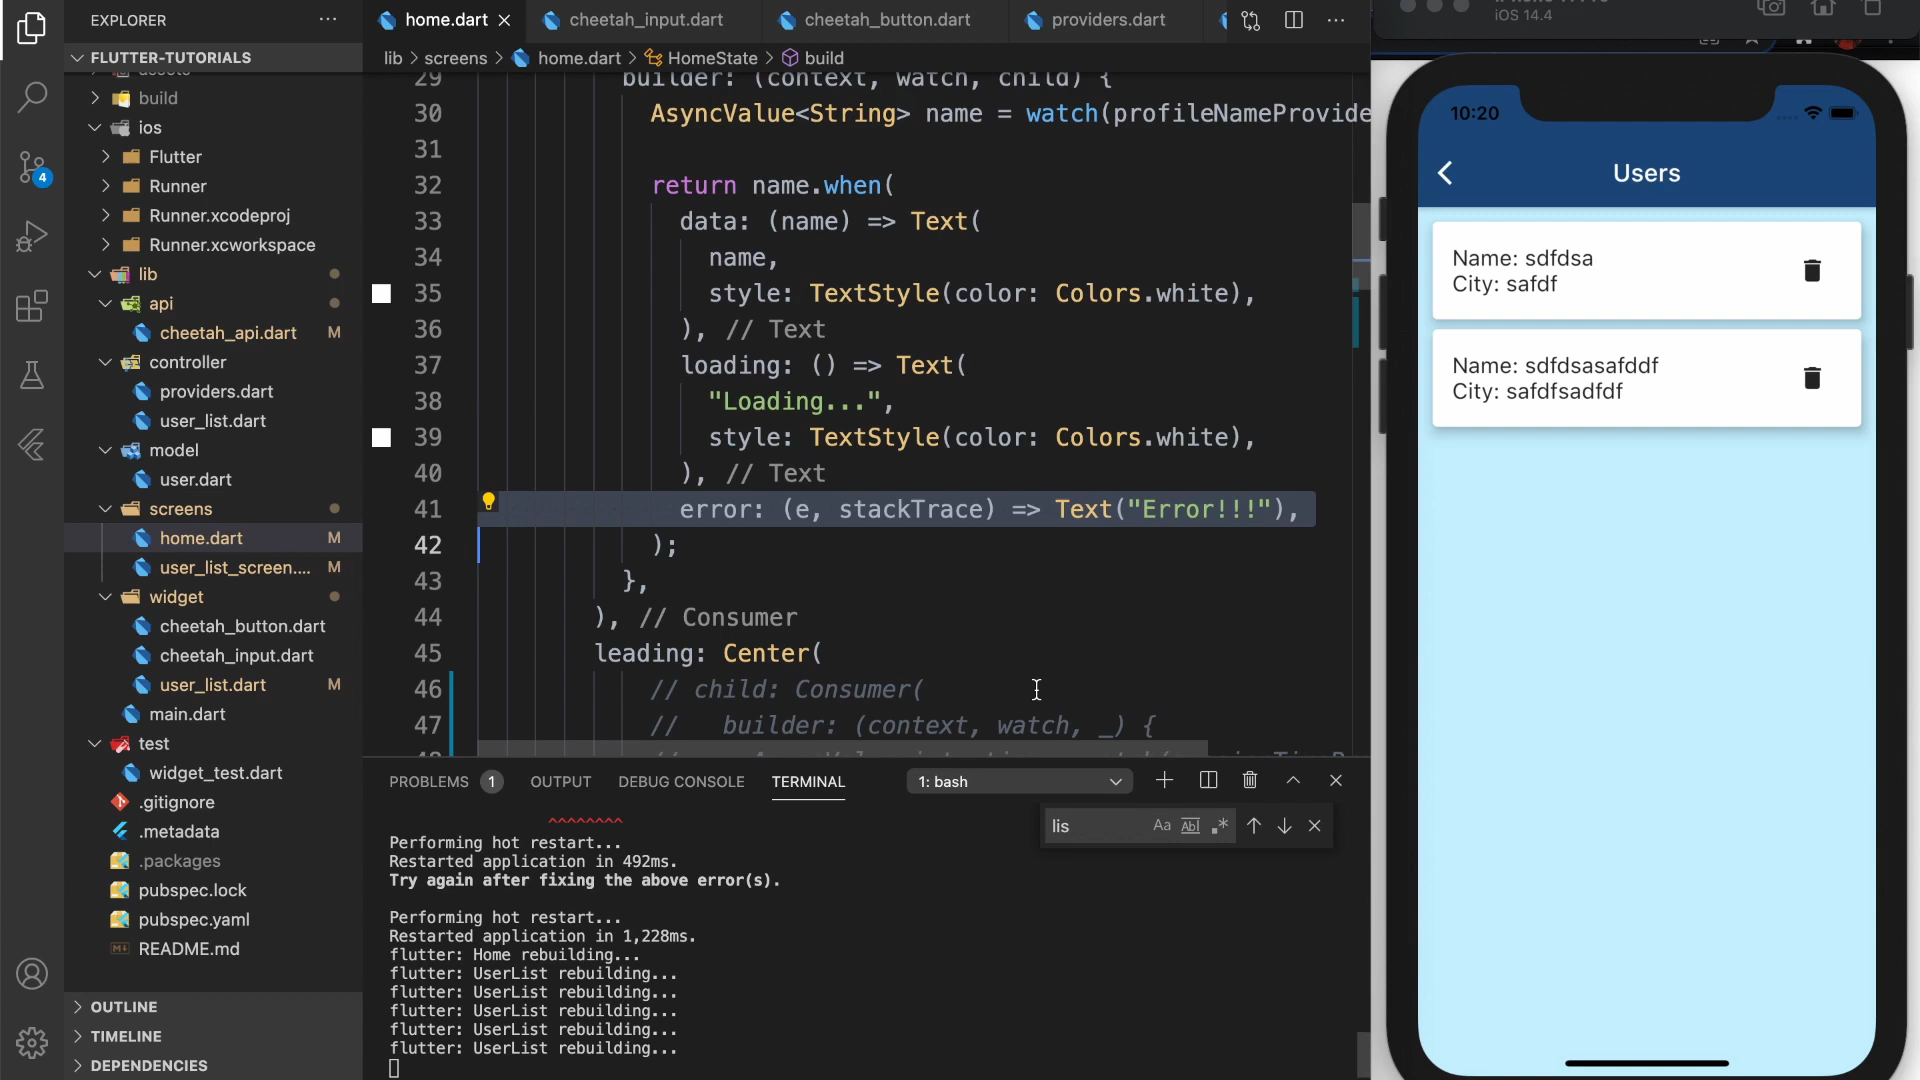 EXPLORER
FLUTTER-TUTORIALS
assets
build
ios
Flutter
Runner
Runner.xcodeproj
Runner.xcworkspace
lib
api
cheetah_api.dart M
controller
providers.dart
user_list.dart
model
user.dart
screens
home.dart M
user_list_screen.... M
widget
cheetah_button.dart
cheetah_input.dart
user_list.dart M
main.dart
test
widget_test.dart
.gitignore
.metadata
.packages
pubspec.lock
pubspec.yaml
README.md
OUTLINE
TIMELINE
DEPENDENCIES
4
home.dart
cheetah_input.dart
cheetah_button.dart
providers.dart
lib > screens > home.dart > HomeState > build
29 builder: (context, watch, child) {
30 AsyncValue<String> name = watch(profileNameProvide
31
32 return name.when(
33 data: (name) => Text(
34 name,
35 style: TextStyle(color: Colors.white),
36 ), // Text
37 loading: () => Text(
38 "Loading...",
39 style: TextStyle(color: Colors.white),
40 ), // Text
41 error: (e, stackTrace) => Text("Error!!!"),
42 );
43 },
44 ), // Consumer
45 leading: Center(
46 // child: Consumer(
47 // builder: (context, watch, _) {
PROBLEMS 1
OUTPUT
DEBUG CONSOLE
TERMINAL
1: bash
lis
Performing hot restart...
Restarted application in 492ms.
Try again after fixing the above error(s).
Performing hot restart...
Restarted application in 1,228ms.
flutter: Home rebuilding...
flutter: UserList rebuilding...
flutter: UserList rebuilding...
flutter: UserList rebuilding...
flutter: UserList rebuilding...
flutter: UserList rebuilding...
iOS 14.4
10:20
Users
Name: sdfdsa
City: safdf
Name: sdfdsasafddf
City: safdfsadfdf